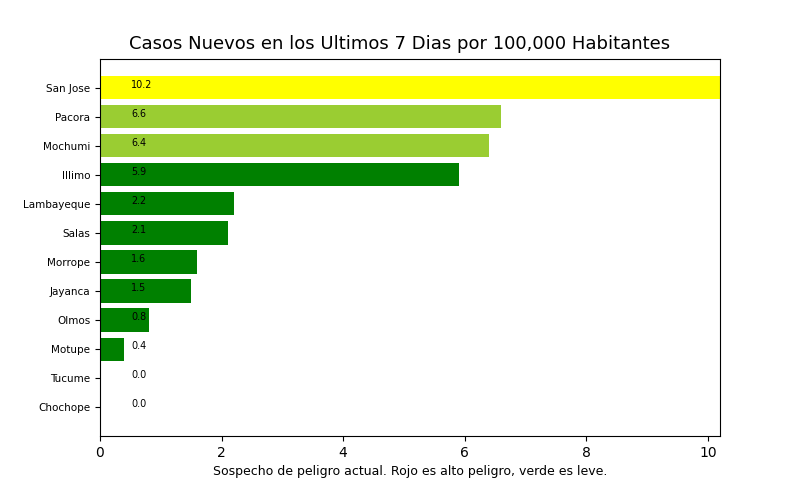 Casos Nuevos en los Ultimos 7 Dias por 100,000 Habitantes
San Jose 10.2
Pacora 6.6
Mochumi 6.4
Illimo 5.9
Lambayeque 2.2
Salas 2.1
Morrope 1.6
Jayanca 1.5
Olmos 0.8
Motupe 0.4
Tucume 0.0
Chochope 0.0
0 2 4 6 8 10
Sospecho de peligro actual. Rojo es alto peligro, verde es leve.